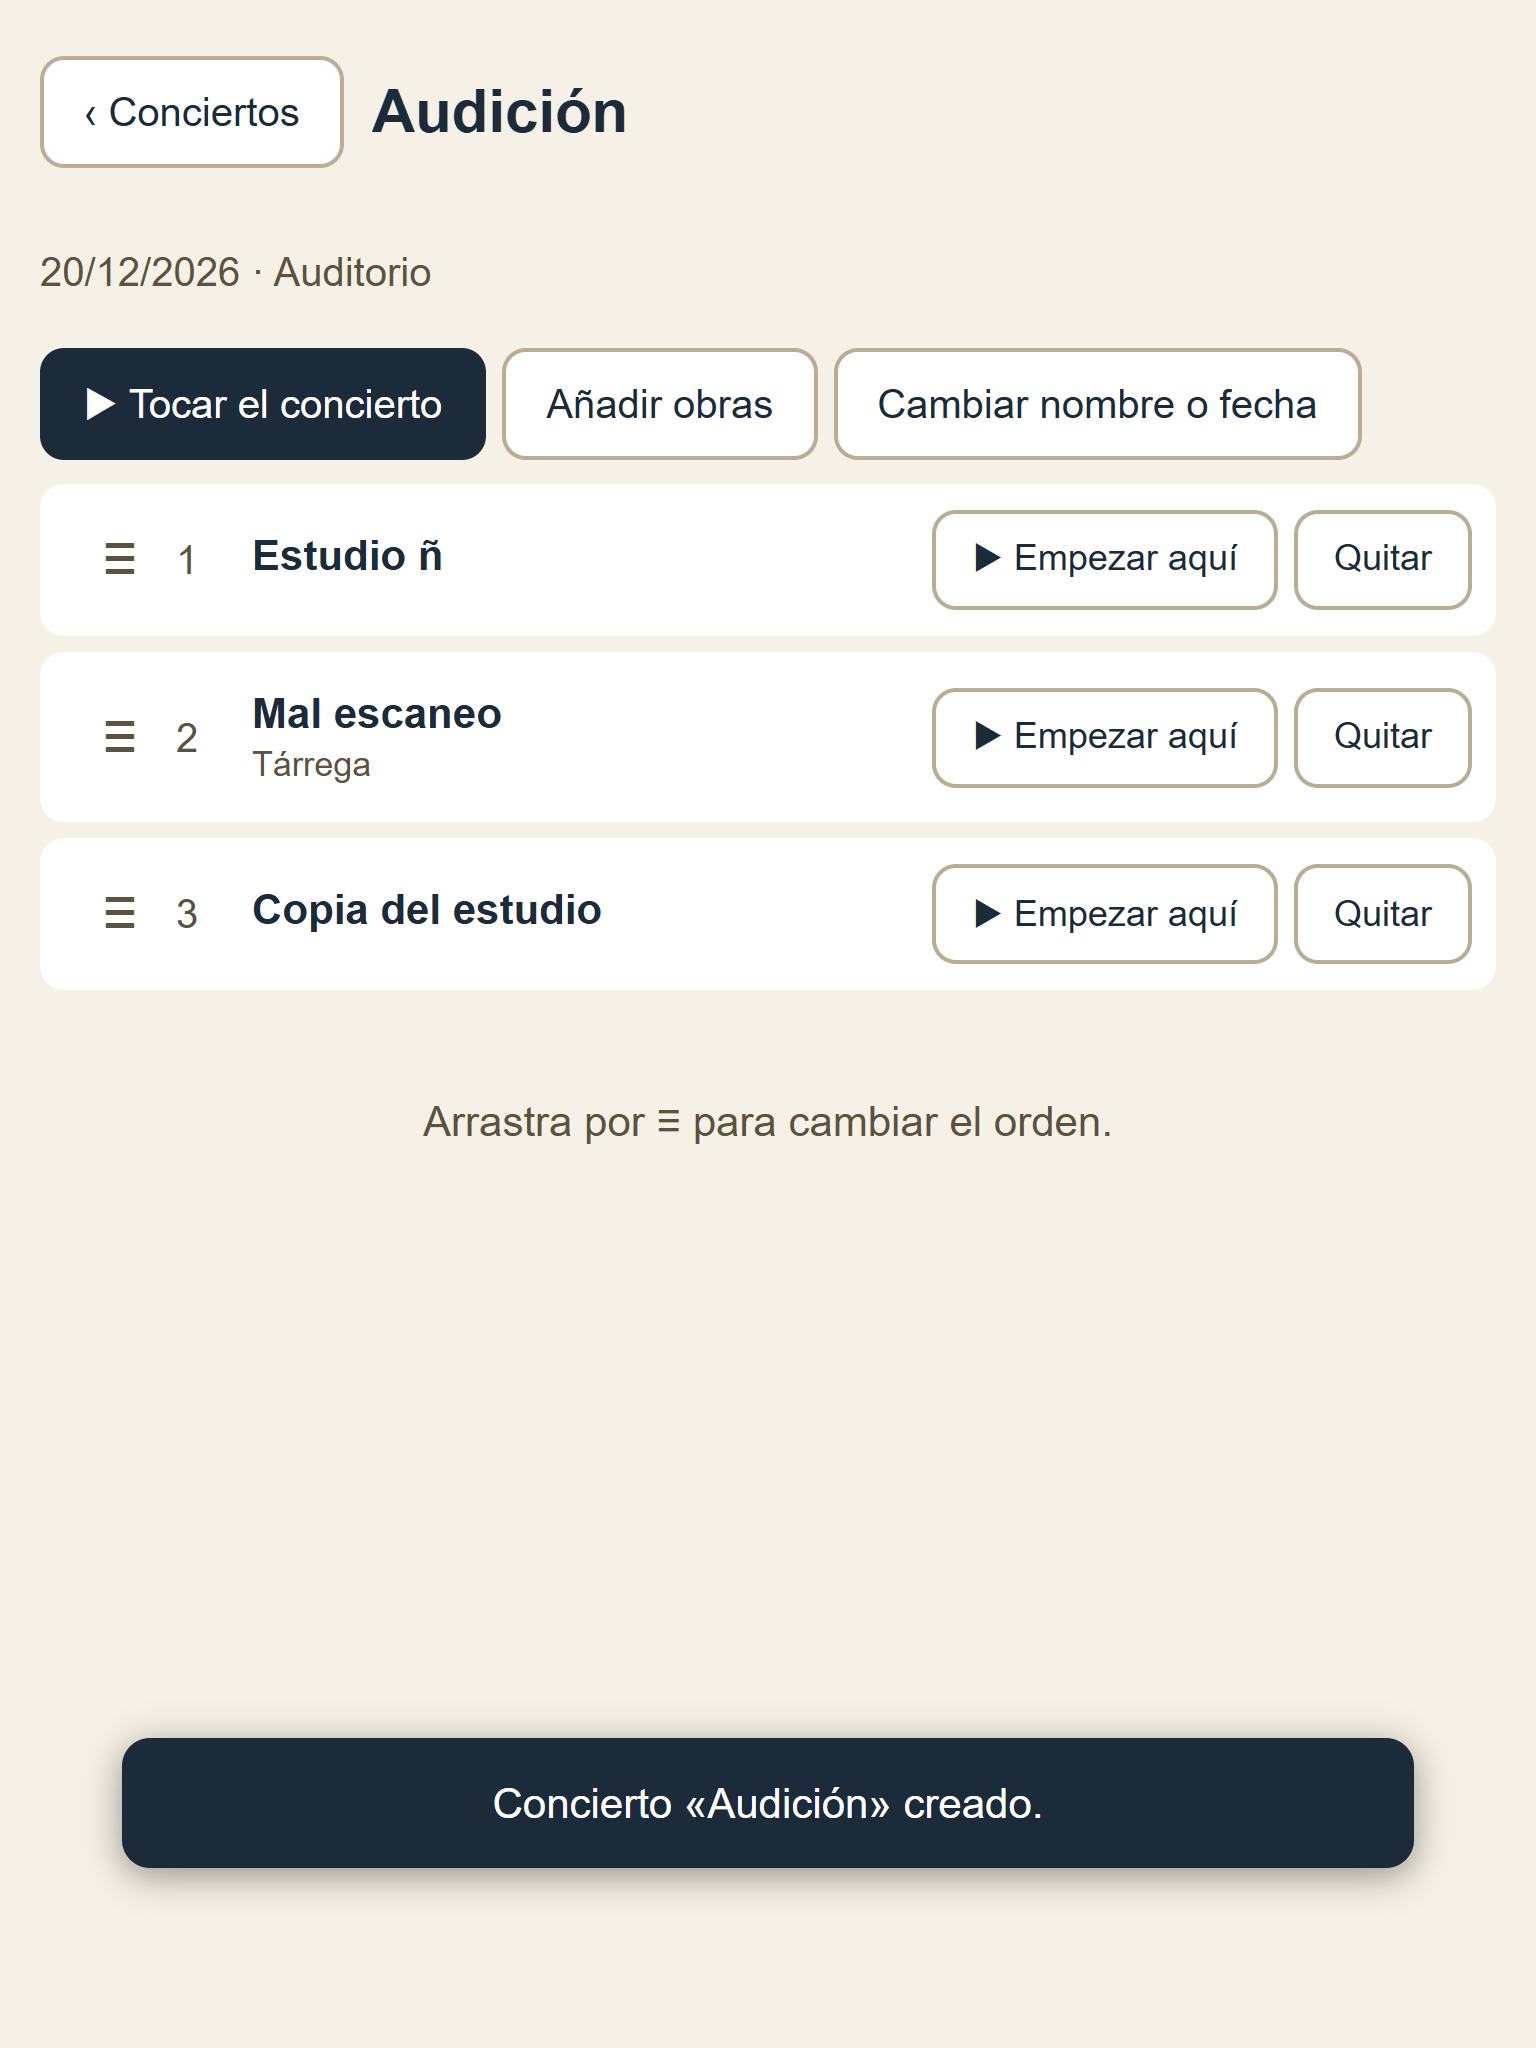 ‹ Conciertos Audición
20/12/2026 · Auditorio
▶ Tocar el concierto Añadir obras Cambiar nombre o fecha
☰ 1 Estudio ñ ▶ Empezar aquí Quitar
☰ 2 Mal escaneo ▶ Empezar aquí Quitar
Tárrega
☰ 3 Copia del estudio ▶ Empezar aquí Quitar
Arrastra por ☰ para cambiar el orden.
Concierto «Audición» creado.